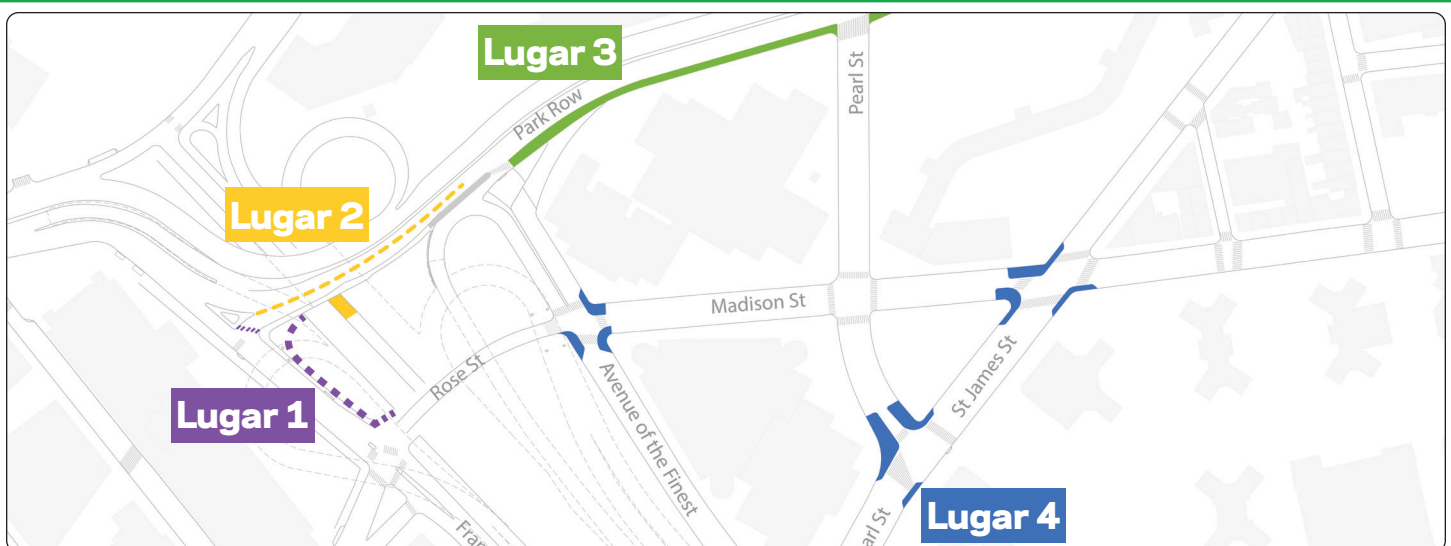 Lugar 3
Park Row
Pearl St
Lugar 2
Madison St
Rose St
St James St
Lugar 1
Avenue of the Finest
Lugar 4